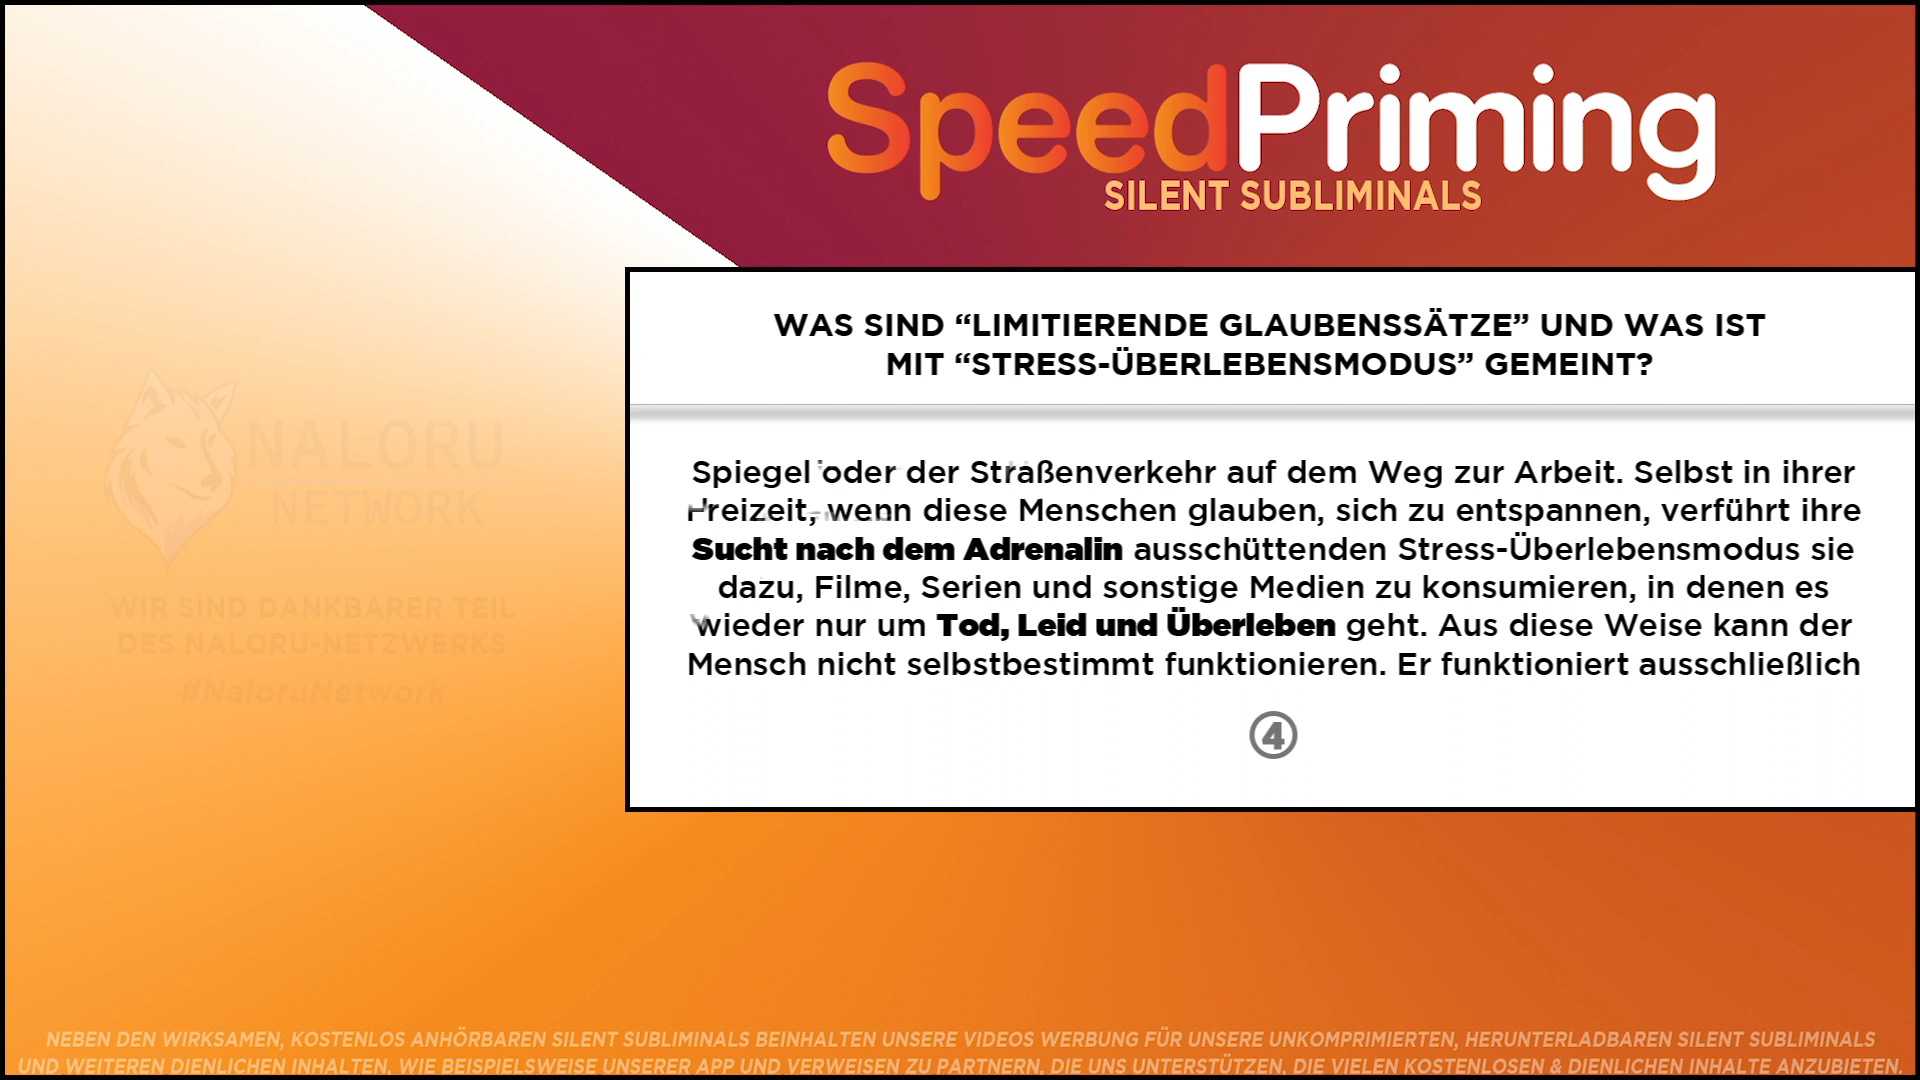 SpeedPriming
SILENT SUBLIMINALS
WAS SIND “LIMITIERENDE GLAUBENSSÄTZE” UND WAS IST
MIT “STRESS-ÜBERLEBENSMODUS” GEMEINT?
Spiegel oder der Straßenverkehr auf dem Weg zur Arbeit. Selbst in ihrer
Freizeit, wenn diese Menschen glauben, sich zu entspannen, verführt ihre
Sucht nach dem Adrenalin ausschüttenden Stress-Überlebensmodus sie
dazu, Filme, Serien und sonstige Medien zu konsumieren, in denen es
wieder nur um Tod, Leid und Überleben geht. Aus diese Weise kann der
Mensch nicht selbstbestimmt funktionieren. Er funktioniert ausschließlich
4
NALORU
NETWORK
WIR SIND DANKBARER TEIL
DES NALORU-NETZWERKS
#NaloruNetwork
NEBEN DEN WIRKSAMEN, KOSTENLOS ANHÖRBAREN SILENT SUBLIMINALS BEINHALTEN UNSERE VIDEOS WERBUNG FÜR UNSERE UNKOMPRIMIERTEN, HERUNTERLADBAREN SILENT SUBLIMINALS
UND WEITEREN DIENLICHEN INHALTEN, WIE BEISPIELSWEISE UNSERER APP UND VERWEISEN ZU PARTNERN, DIE UNS UNTERSTÜTZEN, DIE VIELEN KOSTENLOSEN & DIENLICHEN INHALTE ANZUBIETEN.